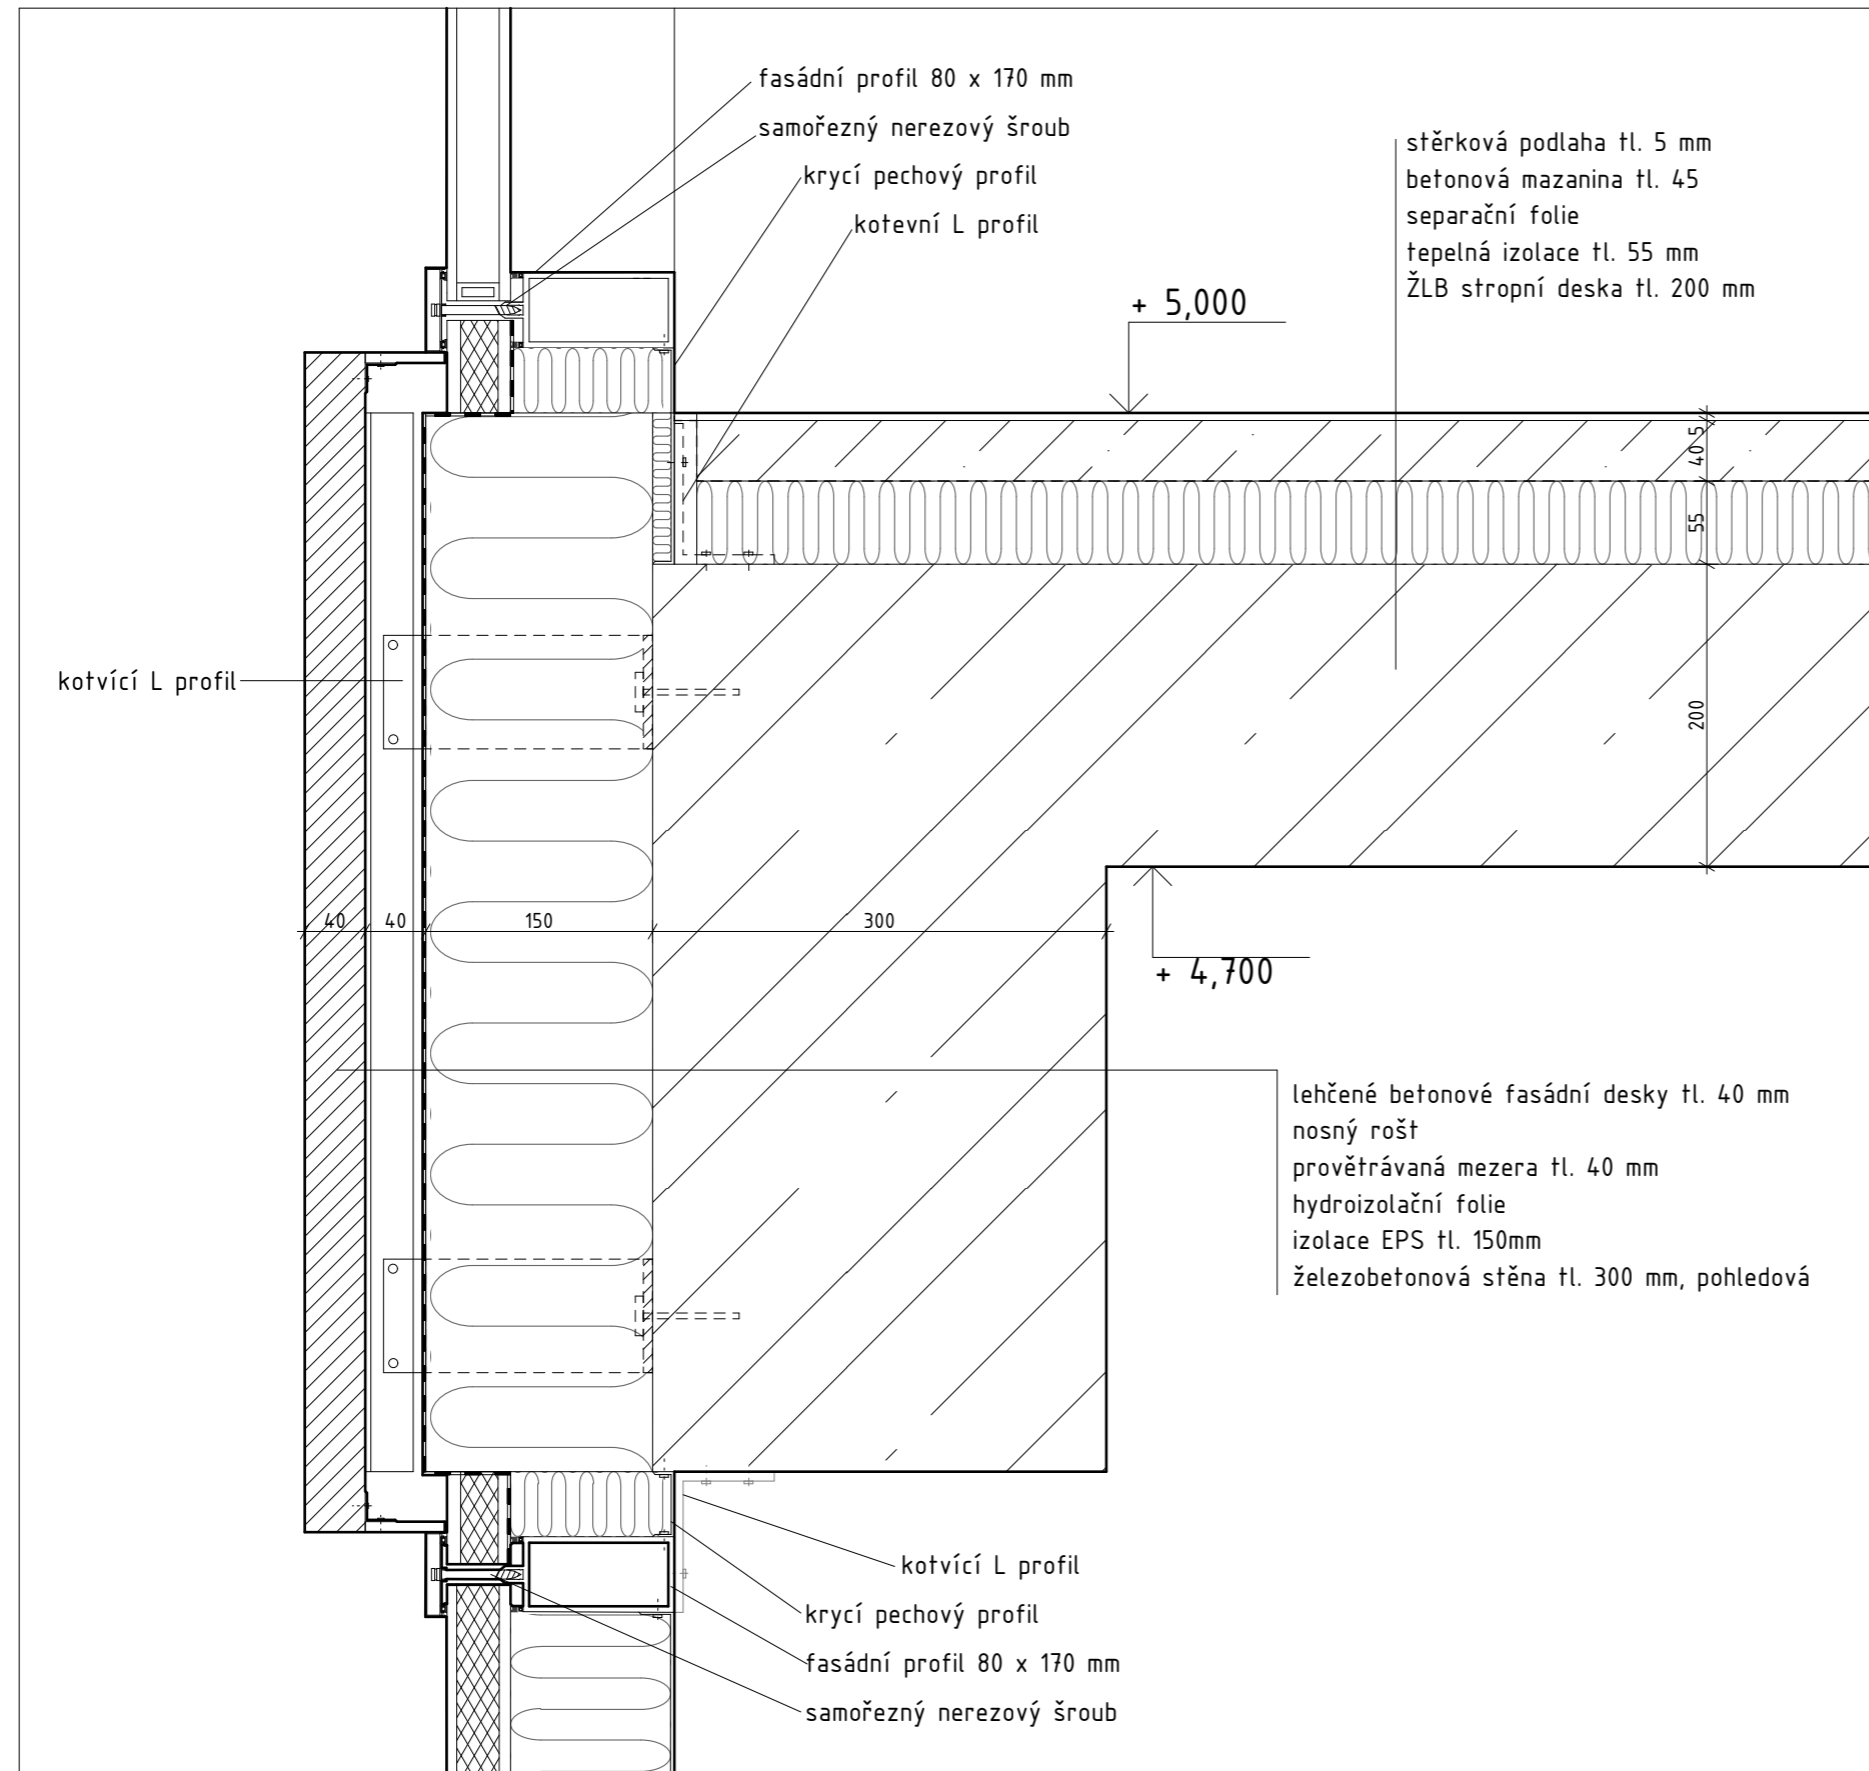 fasádní profil 80 x 170 mm
samořezný nerezový šroub
krycí pechový profil
kotevní L profil
stěrková podlaha tl. 5 mm
betonová mazanina tl. 45
separační folie
tepelná izolace tl. 55 mm
ŽLB stropní deska tl. 200 mm
+ 5,000
5
40
55
kotvící L profil
200
40
40
150
300
+ 4,700
lehčené betonové fasádní desky tl. 40 mm
nosný rošt
provětrávaná mezera tl. 40 mm
hydroizolační folie
izolace EPS tl. 150mm
železobetonová stěna tl. 300 mm, pohledová
kotvící L profil
krycí pechový profil
fasádní profil 80 x 170 mm
samořezný nerezový šroub